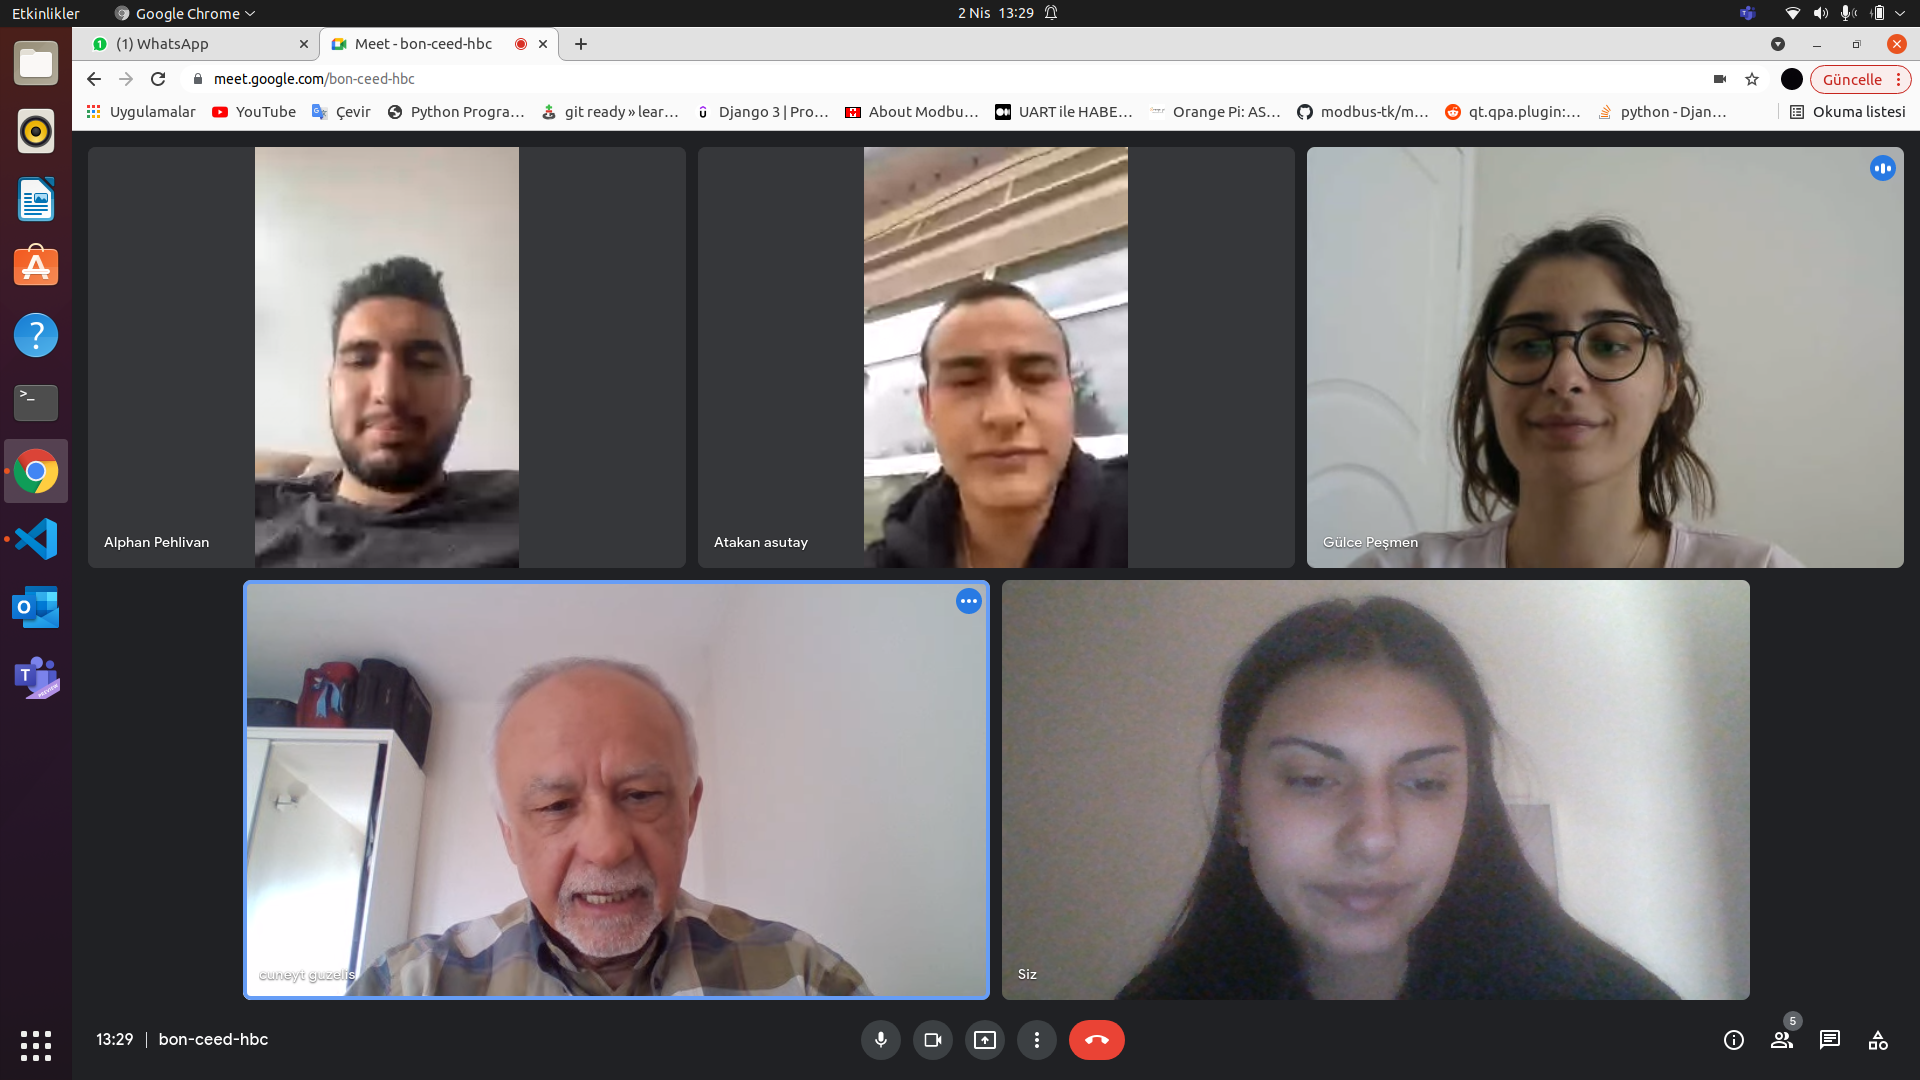 Etkinlikler
Google Chrome
2 Nis 13:29
1
(1) WhatsApp
Meet - bon-ceed-hbc
meet.google.com/bon-ceed-hbc
Güncelle
Uygulamalar
YouTube
Çevir
Python Progra…
git ready » lear…
Django 3 | Pro…
About Modbu…
UART ile HABE…
Orange Pi: AS…
modbus-tk/m…
qt.qpa.plugin:…
python - Djan…
Okuma listesi
Alphan Pehlivan
Atakan asutay
Gülce Peşmen
cuneyt guzelis
Siz
13:29 | bon-ceed-hbc
5